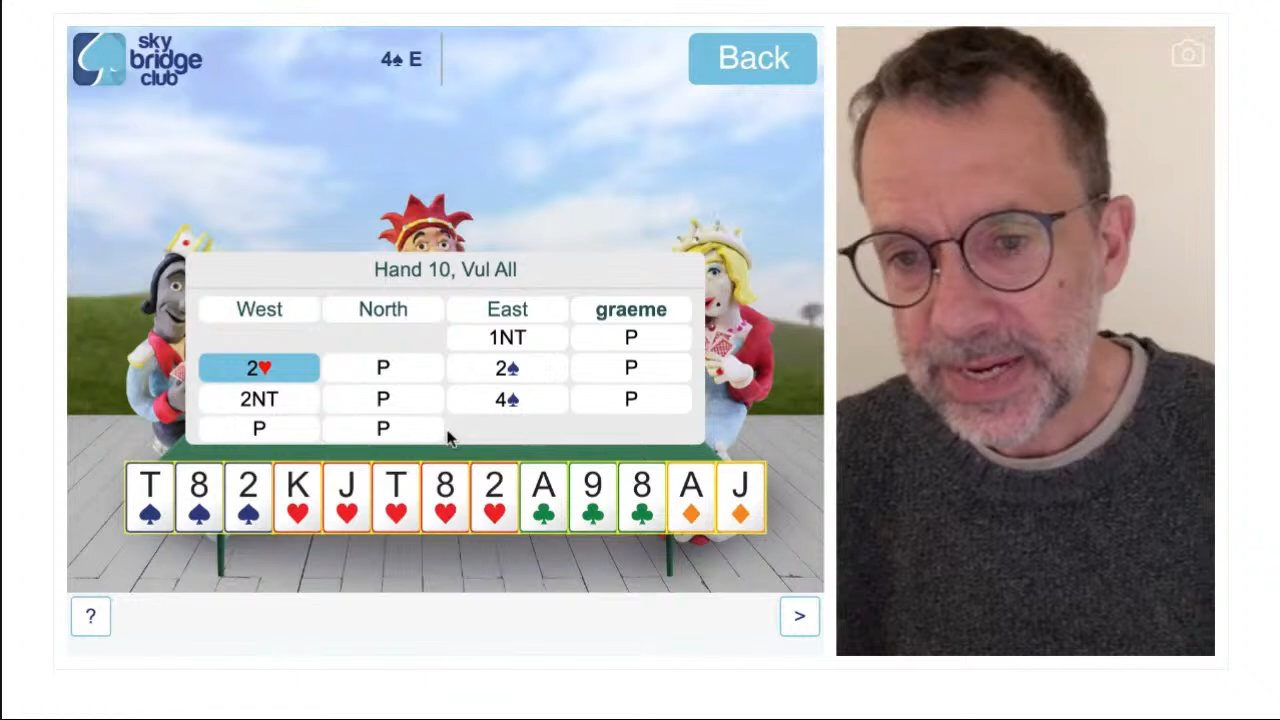 sky
bridge
club
4♠ E
Back
Hand 10, Vul All
West North East graeme
1NT P
2♥ P 2♠ P
2NT P 4♠ P
P P
T♠ 8♠ 2♠ K♥ J♥ T♥ 8♥ 2♥ A♣ 9♣ 8♣ A♦ J♦
? >